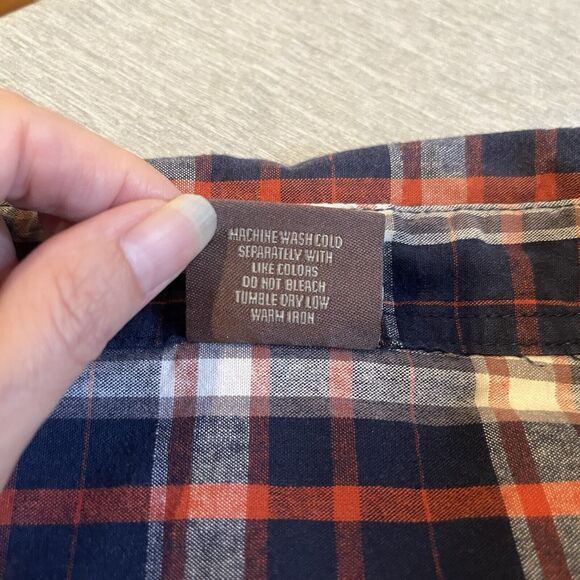 MACHINE WASH COLD
SEPARATELY WITH
LIKE COLORS
DO NOT BLEACH
TUMBLE DRY LOW
WARM IRON